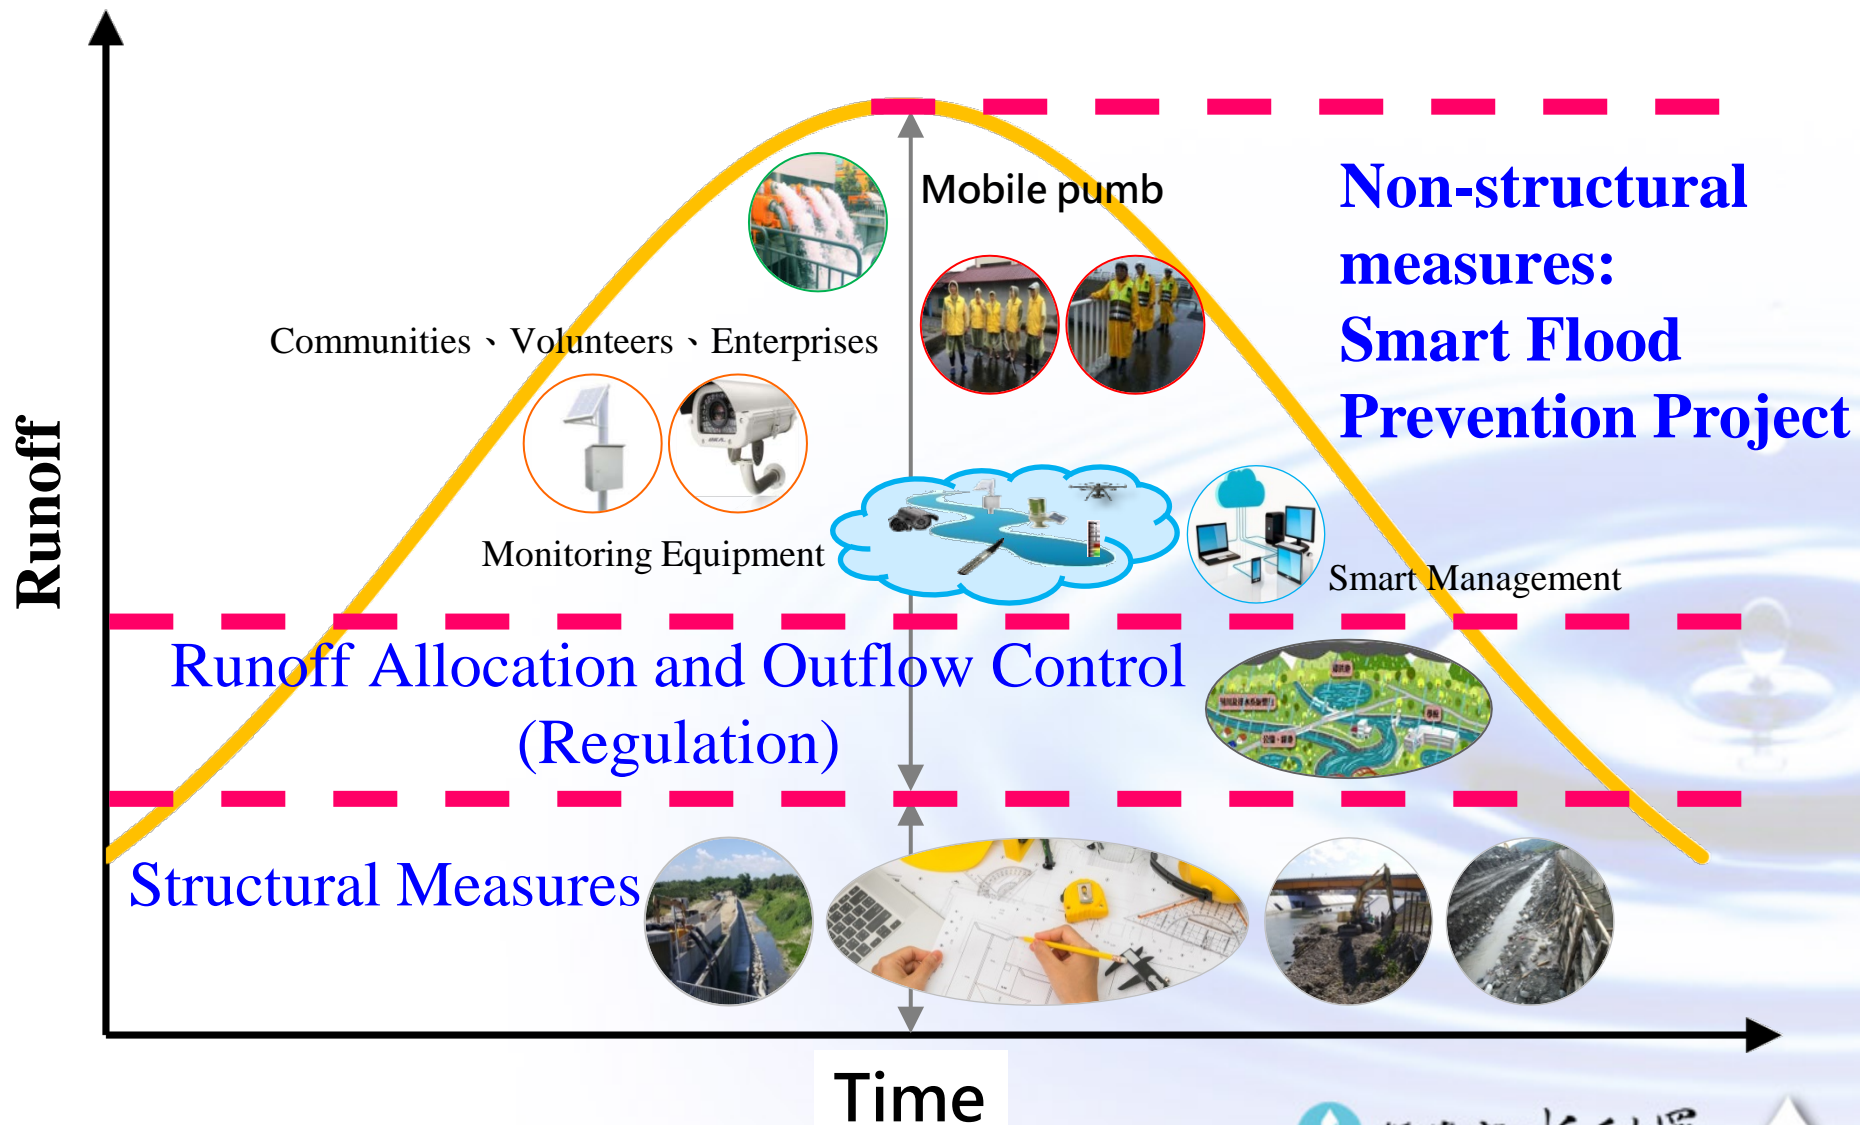 Runoff
Mobile pumb
Non-structural
measures:
Smart Flood
Prevention Project
Communities、Volunteers、Enterprises
Monitoring Equipment
Smart Management
Runoff Allocation and Outflow Control
(Regulation)
Structural Measures
Time